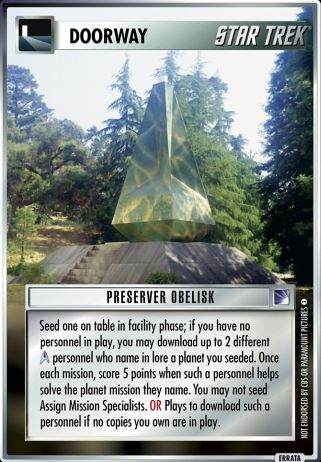 DOORWAY
STAR TREK
PRESERVER OBELISK
Seed one on table in facility phase; if you have no
personnel in play, you may download up to 2 different
personnel who name in lore a planet you seeded. Once
each mission, score 5 points when such a personnel helps
solve the planet mission they name. You may not seed
Assign Mission Specialists. OR Plays to download such a
personnel if no copies you own are in play.
NOT ENDORSED BY CBS OR PARAMOUNT PICTURES
ERRATA